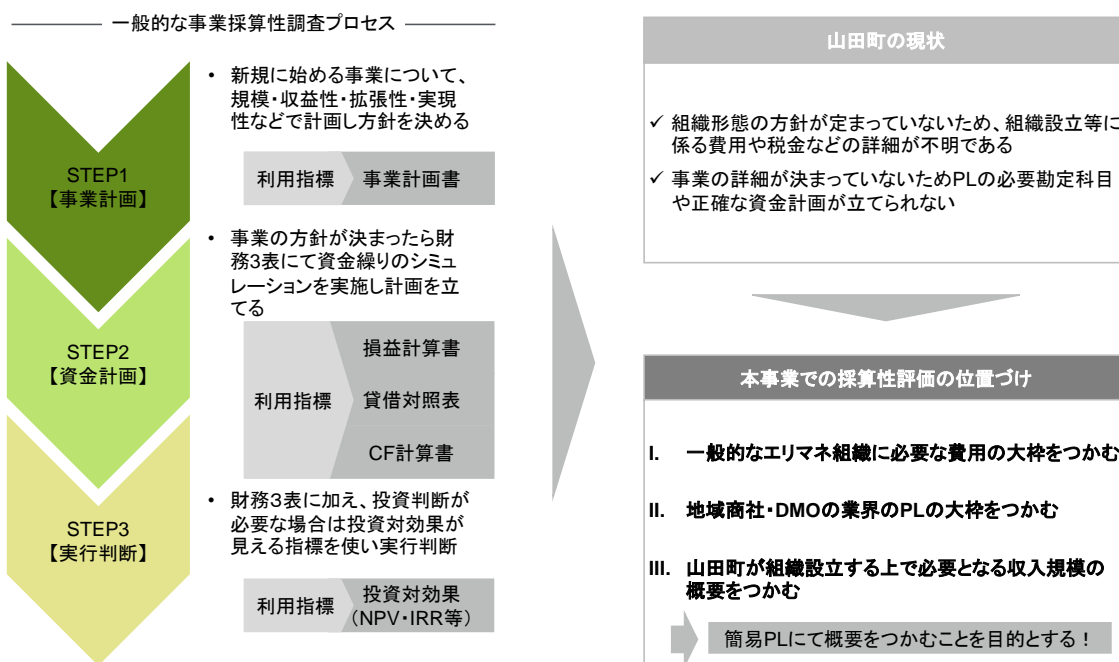 一般的な事業採算性調査プロセス
STEP1
【事業計画】
• 新規に始める事業について、
規模・収益性・拡張性・実現
性などで計画し方針を決める
利用指標
事業計画書
STEP2
【資金計画】
• 事業の方針が決まったら財
務3表にて資金繰りのシミュ
レーションを実施し計画を立
てる
利用指標
損益計算書
貸借対照表
CF計算書
STEP3
【実行判断】
• 財務3表に加え、投資判断が
必要な場合は投資対効果が
見える指標を使い実行判断
利用指標
投資対効果
(NPV・IRR等)
山田町の現状
✓ 組織形態の方針が定まっていないため、組織設立等に
係る費用や税金などの詳細が不明である
✓ 事業の詳細が決まっていないためPLの必要勘定科目
や正確な資金計画が立てられない
本事業での採算性評価の位置づけ
I. 一般的なエリマネ組織に必要な費用の大枠をつかむ
II. 地域商社・DMOの業界のPLの大枠をつかむ
III. 山田町が組織設立する上で必要となる収入規模の
概要をつかむ
簡易PLにて概要をつかむことを目的とする！